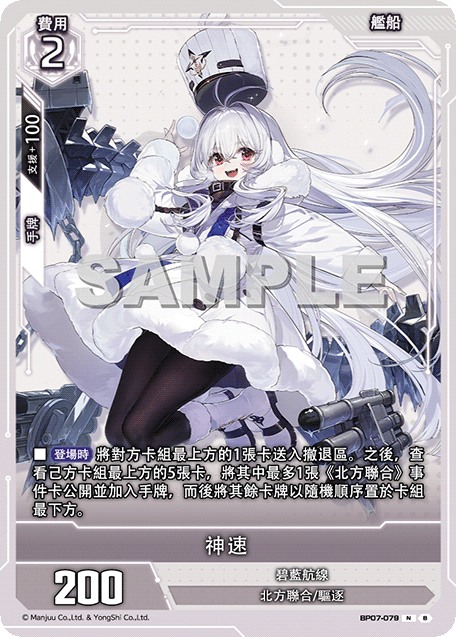 費用
2
艦船
支援+100
手牌
SAMPLE
■ 登場時 將對方卡組最上方的1張卡送入撤退區。之後，查
看己方卡組最上方的5張卡，將其中最多1張《北方聯合》事
件卡公開並加入手牌，而後將其餘卡牌以隨機順序置於卡組
最下方。
神速
200
碧藍航線
北方聯合/驅逐
© Manjuu Co.,Ltd. & YongShi Co.,Ltd.
BP07-079 N B